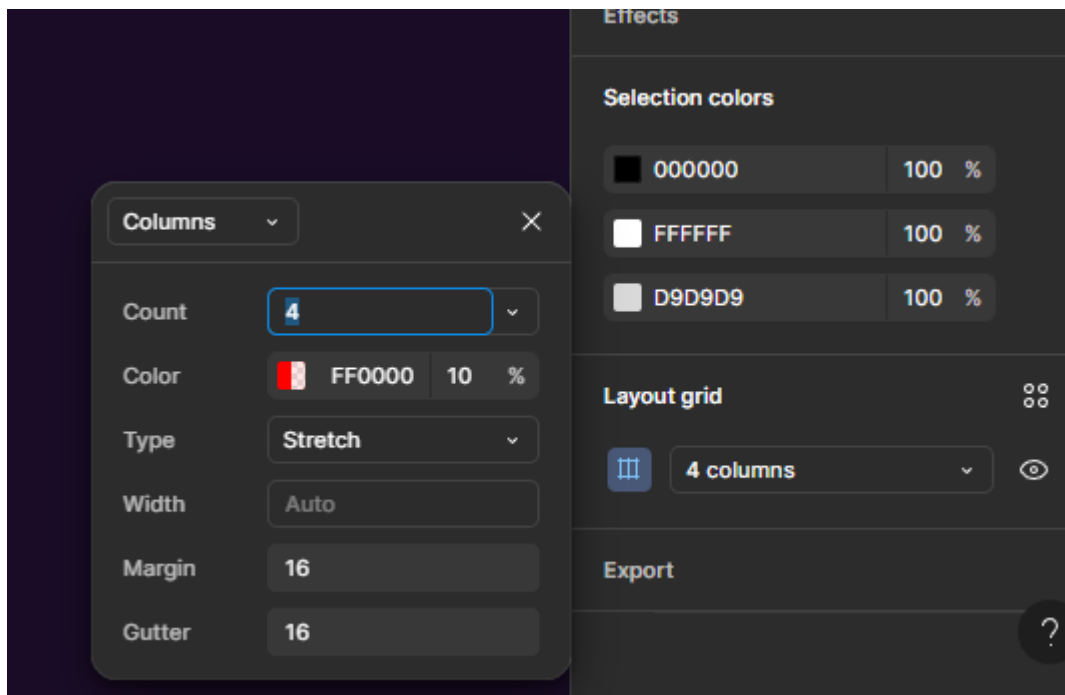 Effects
Selection colors
000000 100 %
FFFFFF 100 %
D9D9D9 100 %
Columns
Count 4
Color FF0000 10 %
Type Stretch
Width Auto
Margin 16
Gutter 16
Layout grid
4 columns
Export
?